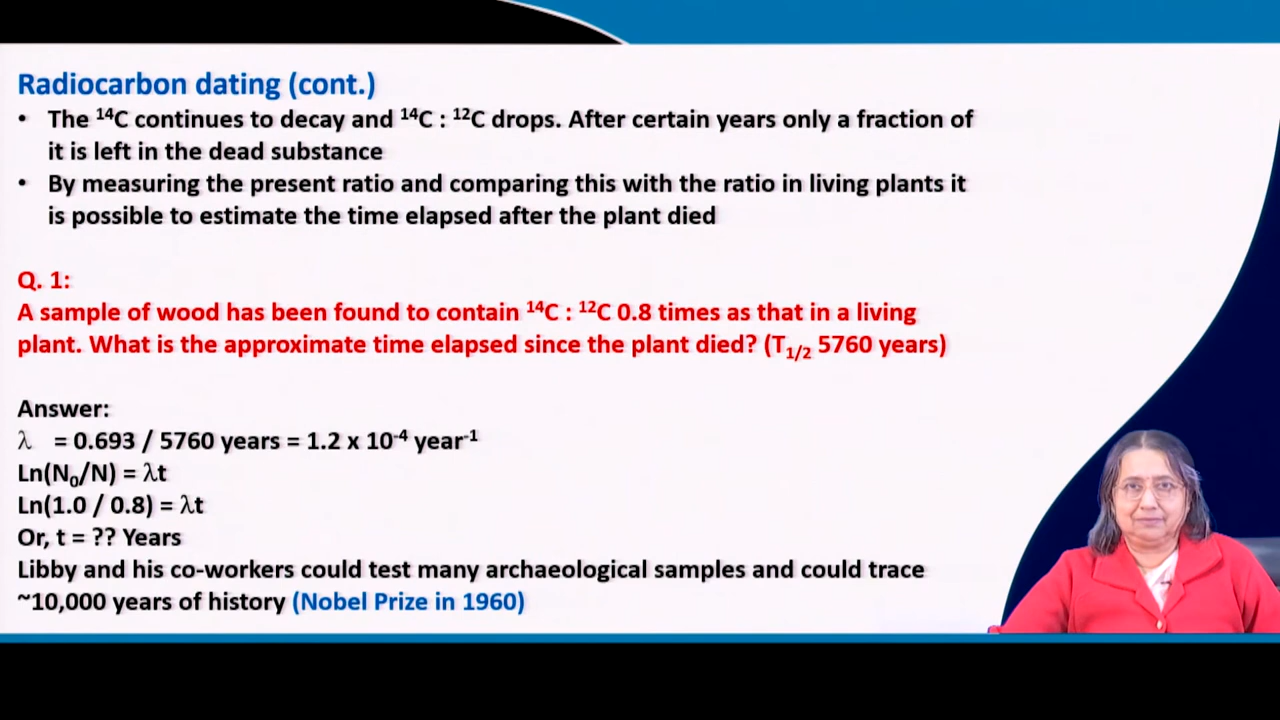 Radiocarbon dating (cont.)
• The ¹⁴C continues to decay and ¹⁴C : ¹²C drops. After certain years only a fraction of
it is left in the dead substance
• By measuring the present ratio and comparing this with the ratio in living plants it
is possible to estimate the time elapsed after the plant died
Q. 1:
A sample of wood has been found to contain ¹⁴C : ¹²C 0.8 times as that in a living
plant. What is the approximate time elapsed since the plant died? (T₁/₂ 5760 years)
Answer:
λ = 0.693 / 5760 years = 1.2 x 10⁻⁴ year⁻¹
Ln(N₀/N) = λt
Ln(1.0 / 0.8) = λt
Or, t = ?? Years
Libby and his co-workers could test many archaeological samples and could trace
~10,000 years of history (Nobel Prize in 1960)